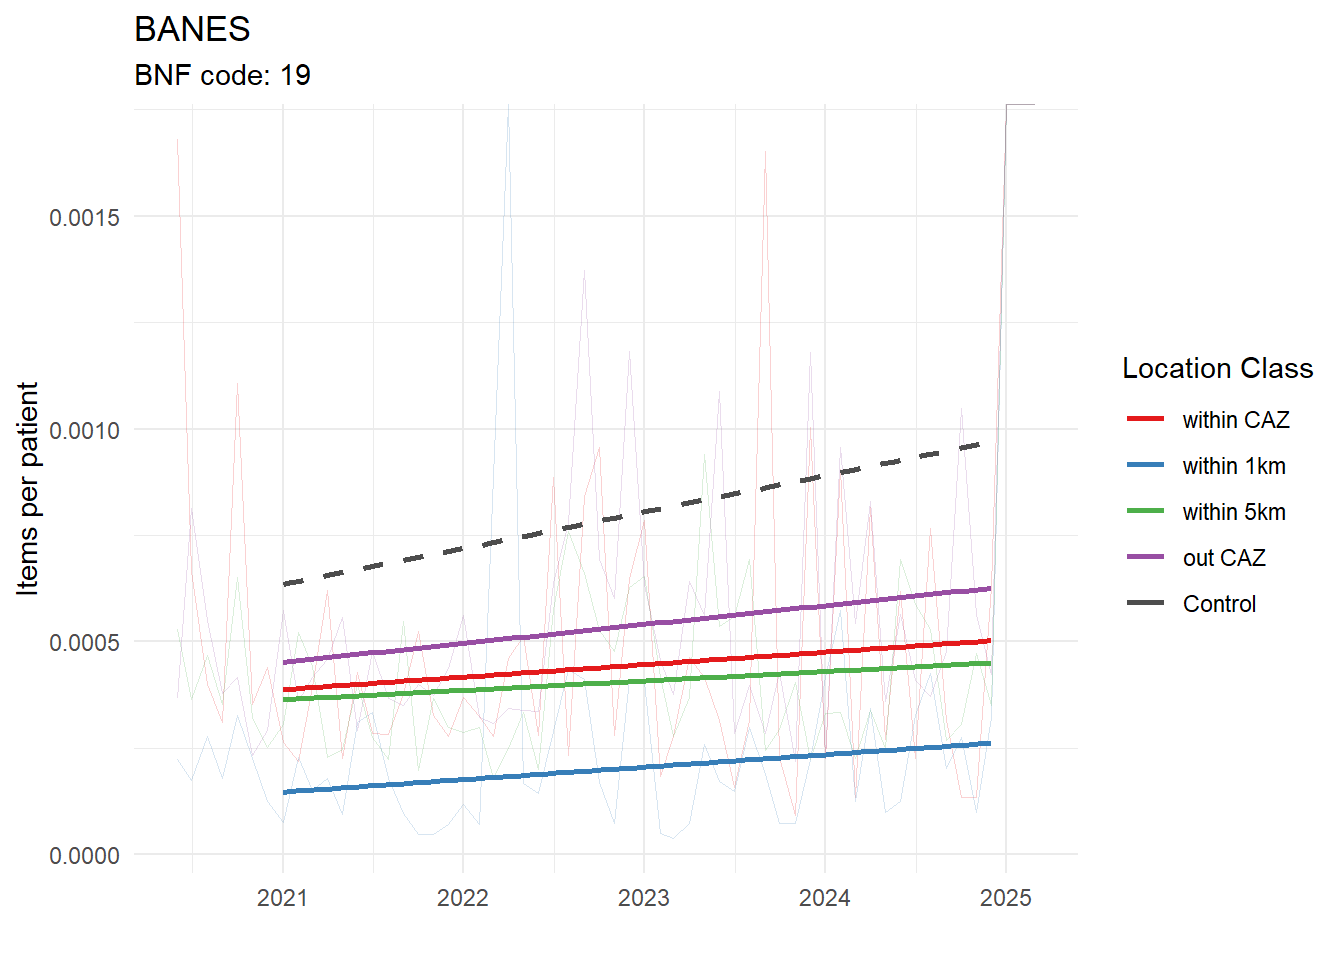 BANES
BNF code: 19
Items per patient
0.0015
0.0010
0.0005
0.0000
2021
2022
2023
2024
2025
Location Class
within CAZ
within 1km
within 5km
out CAZ
Control